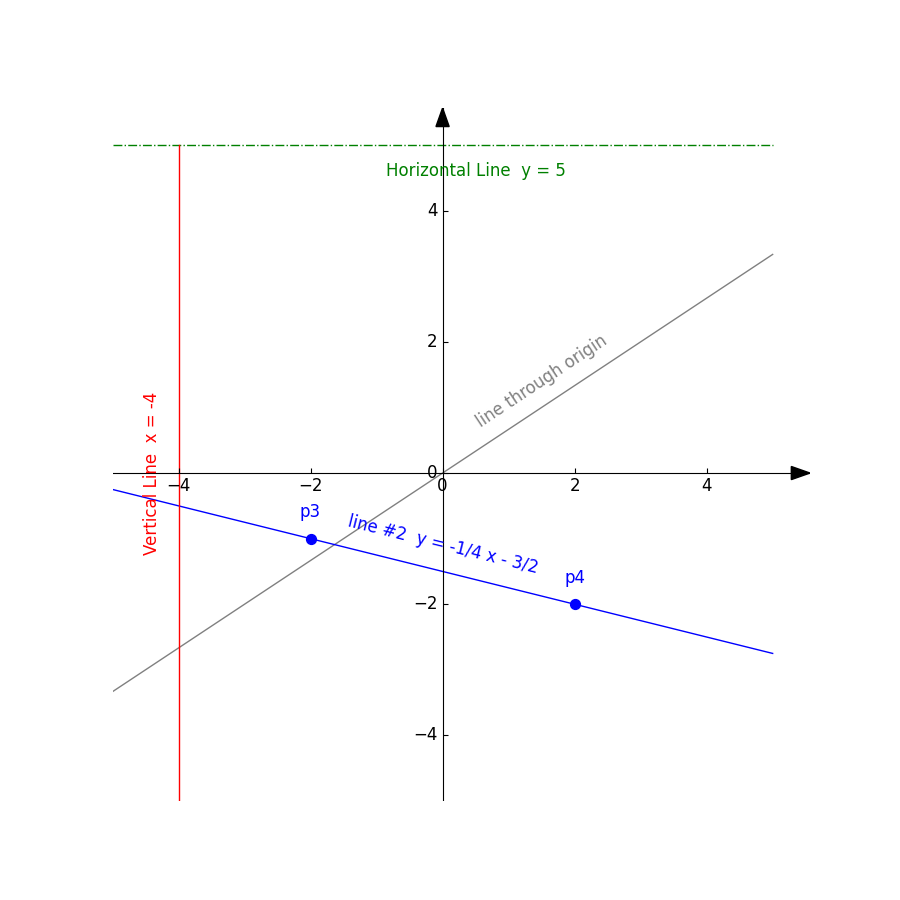 Horizontal Line  y = 5
4
2
line through origin
Vertical Line  x = -4
0
−4
−2
0
2
4
p3
line #2  y = -1/4 x - 3/2
p4
−2
−4